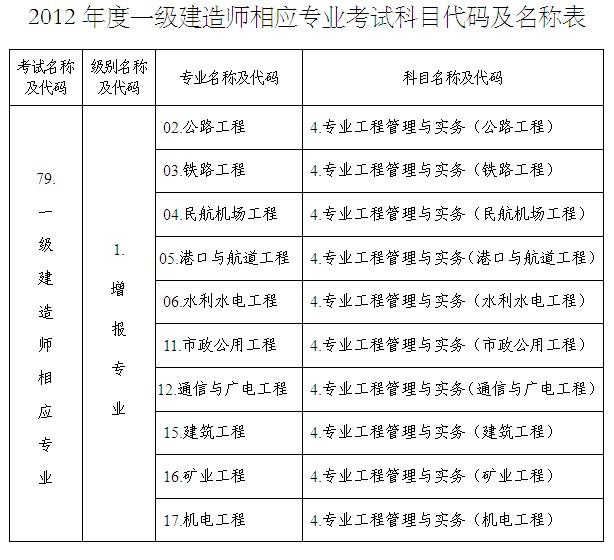 2012 年度一级建造师相应专业考试科目代码及名称表
考试名称及代码 级别名称及代码 专业名称及代码 科目名称及代码
79.一级建造师相应专业
1.增报专业
02.公路工程 4.专业工程管理与实务（公路工程）
03.铁路工程 4.专业工程管理与实务（铁路工程）
04.民航机场工程 4.专业工程管理与实务（民航机场工程）
05.港口与航道工程 4.专业工程管理与实务(港口与航道工程）
06.水利水电工程 4.专业工程管理与实务（水利水电工程）
11.市政公用工程 4.专业工程管理与实务（市政公用工程）
12.通信与广电工程 4.专业工程管理与实务(通信与广电工程）
15.建筑工程 4.专业工程管理与实务（建筑工程）
16.矿业工程 4.专业工程管理与实务（矿业工程）
17.机电工程 4.专业工程管理与实务（机电工程）